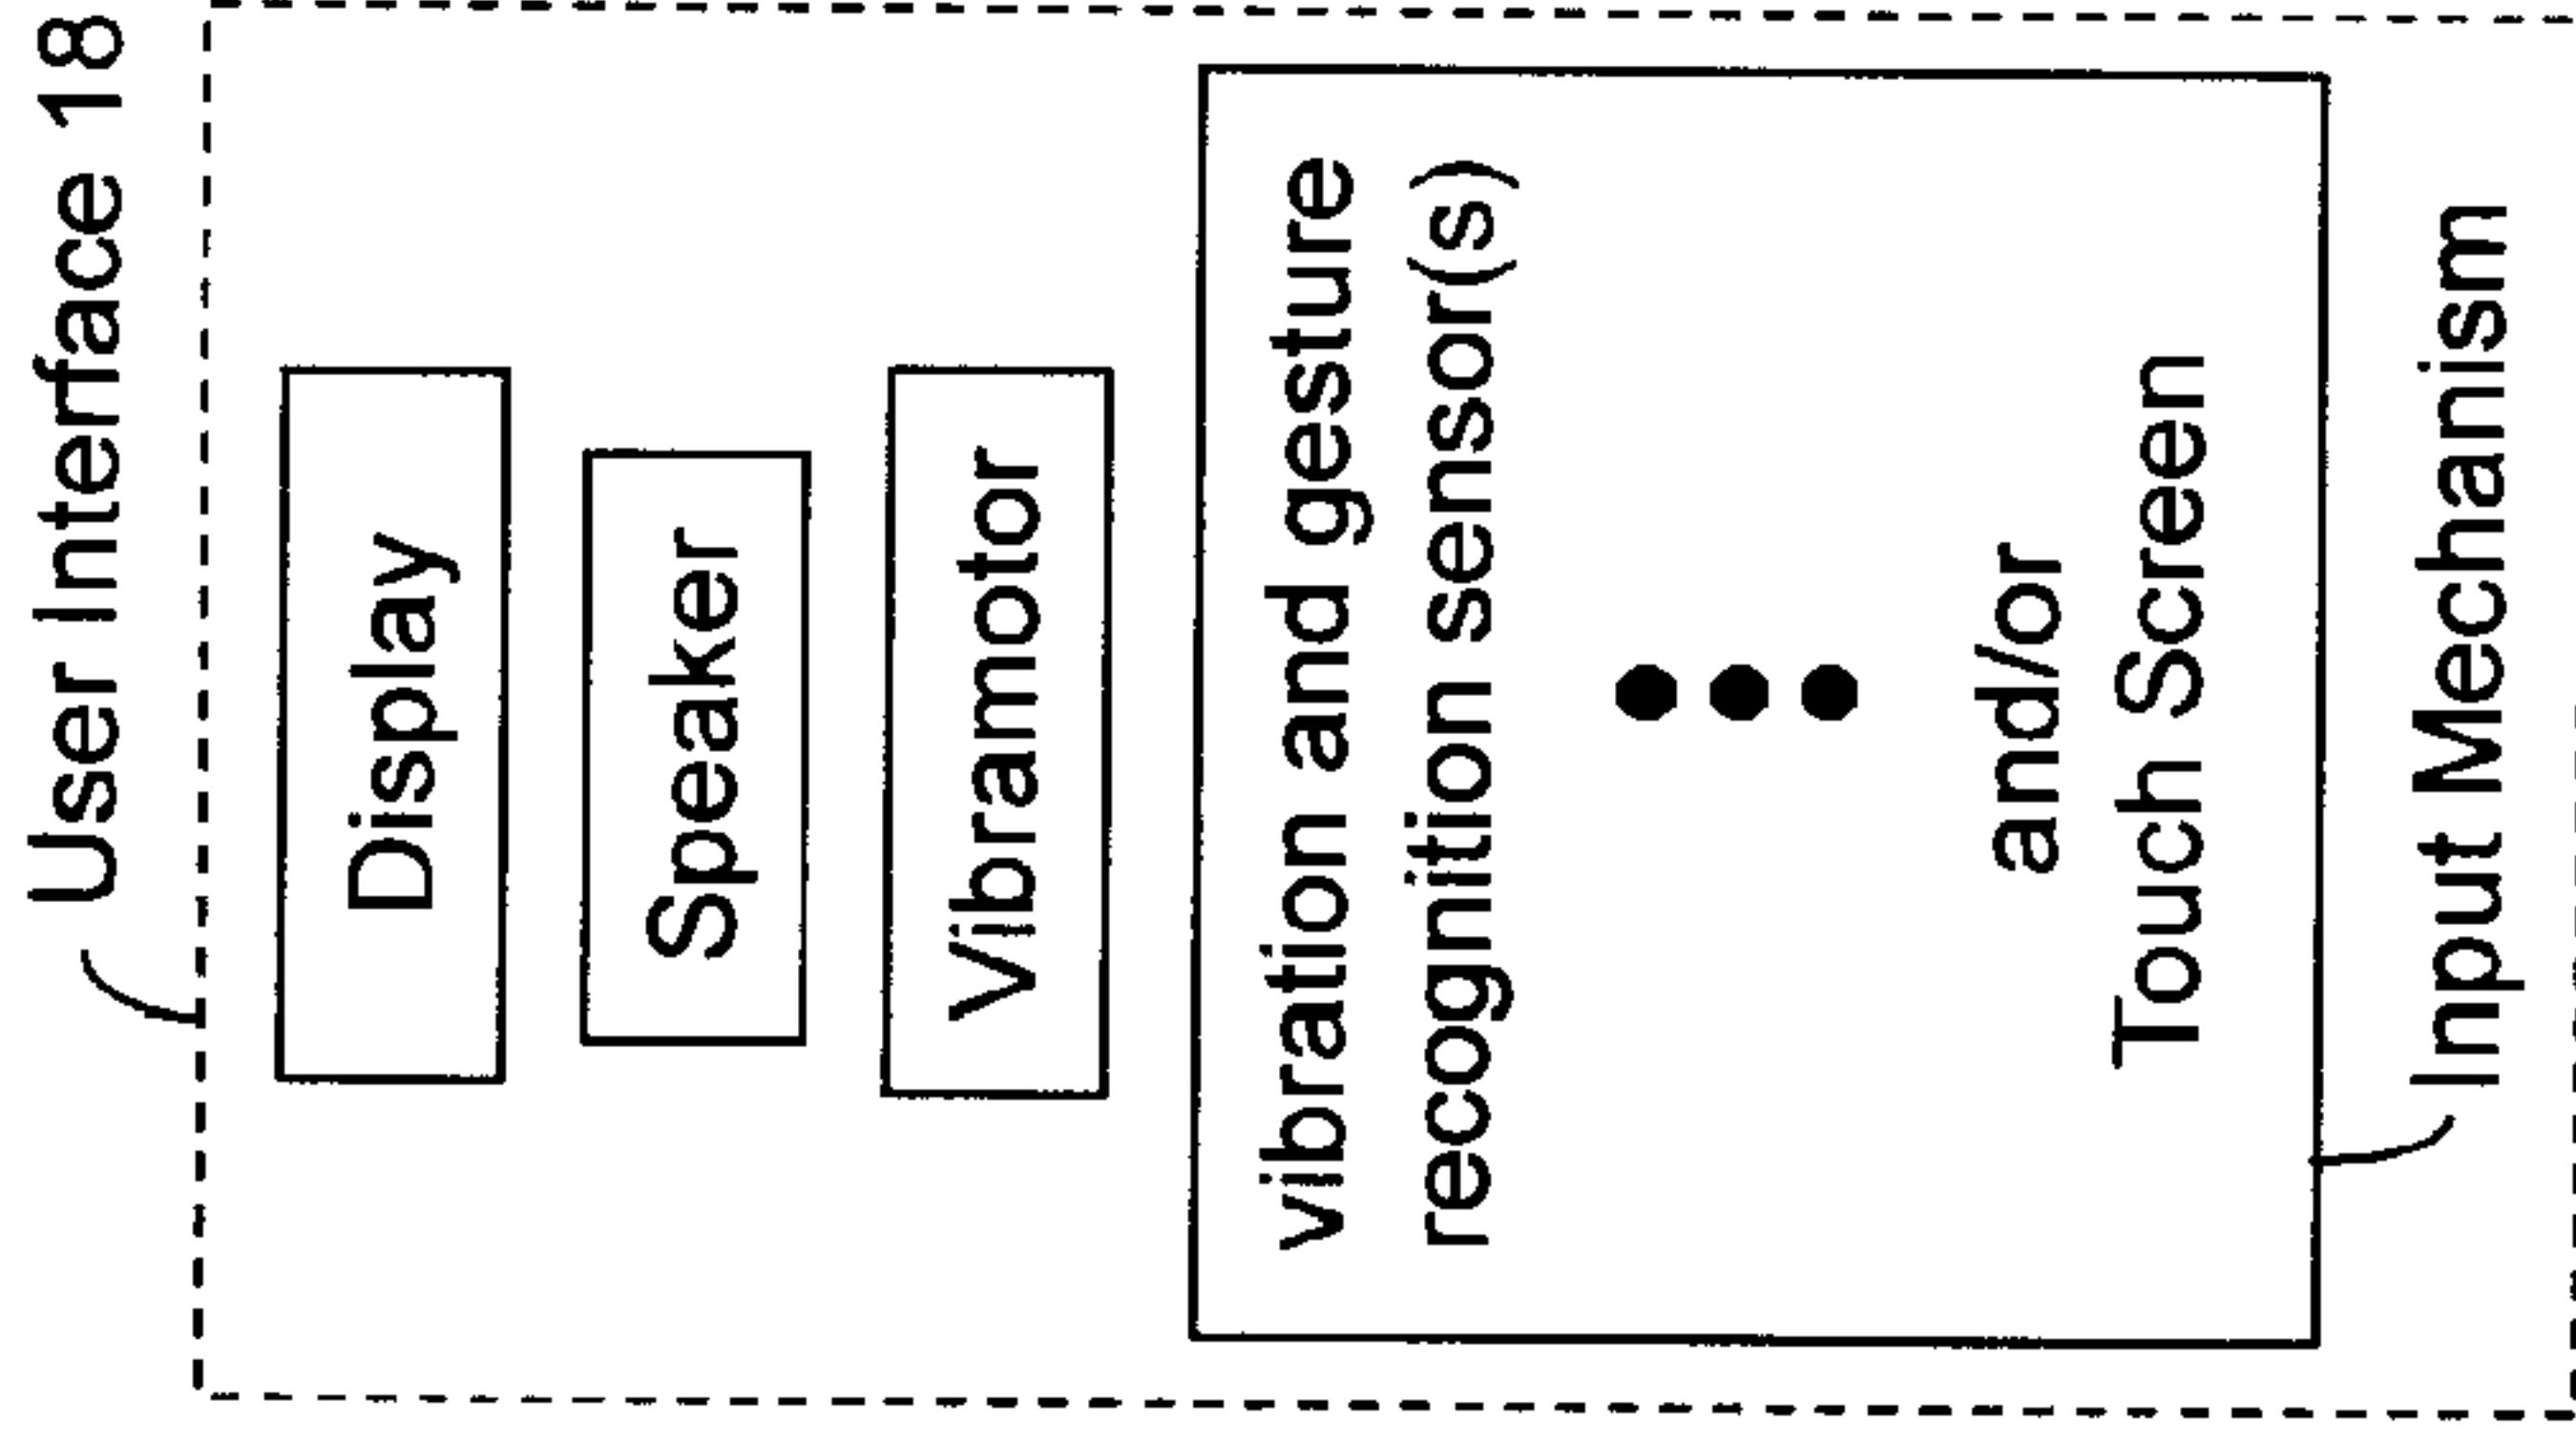 User Interface 18
Display
Speaker
Vibramotor
vibration and gesture
recognition sensor(s)
and/or
Touch Screen
Input Mechanism